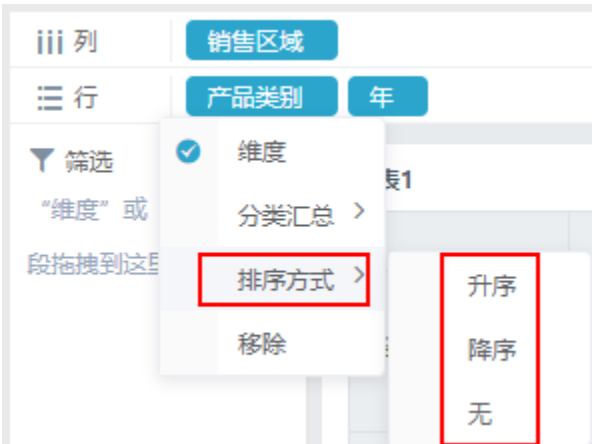 列 销售区域
行 产品类别 年
筛选
“维度”或
段拖拽到这里
维度
分类汇总
排序方式
移除
表1
升序
降序
无